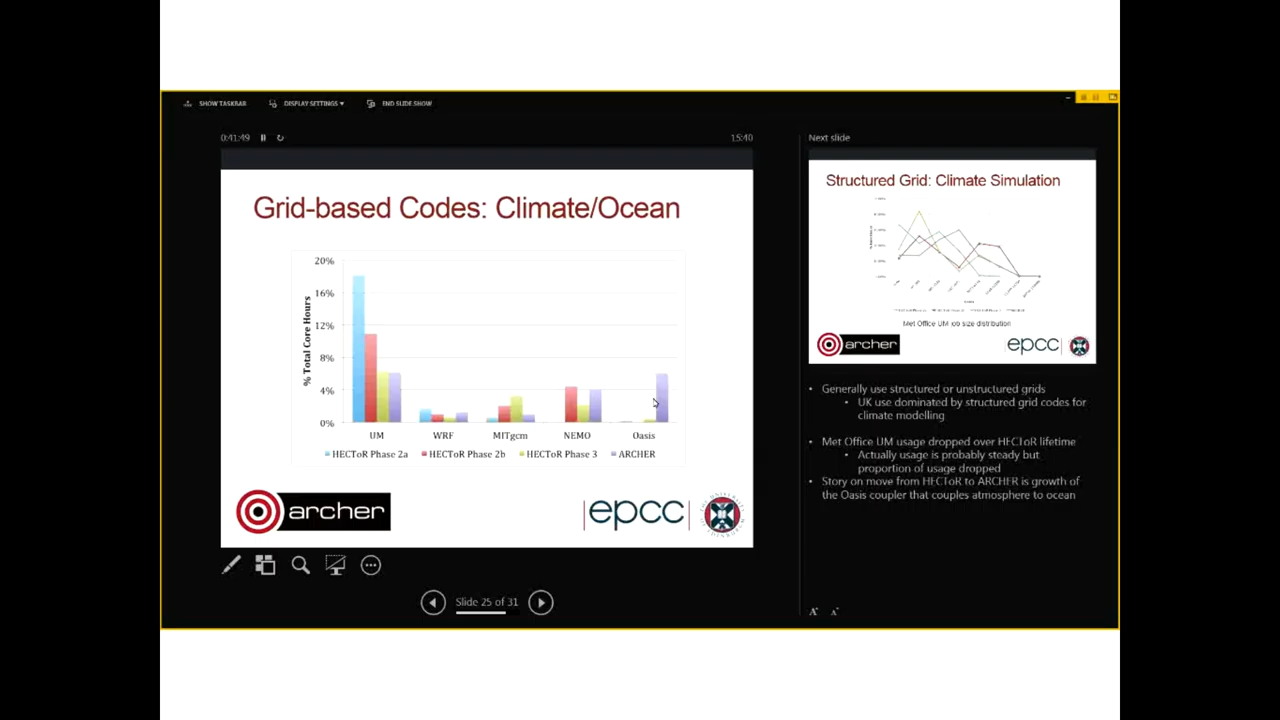 SHOW TASKBAR
DISPLAY SETTINGS
END SLIDE SHOW
0:41:49
15:40
Next slide
Grid-based Codes: Climate/Ocean
% Total Core Hours
20%
16%
12%
8%
4%
0%
UM
WRF
MITgcm
NEMO
Oasis
HECToR Phase 2a
HECToR Phase 2b
HECToR Phase 3
ARCHER
archer
epcc
Slide 25 of 31
Structured Grid: Climate Simulation
Met Office UM job size distribution
archer
epcc
• Generally use structured or unstructured grids
• UK use dominated by structured grid codes for
climate modelling
• Met Office UM usage dropped over HECToR lifetime
• Actually usage is probably steady but
proportion of usage dropped
• Story on move from HECToR to ARCHER is growth of
the Oasis coupler that couples atmosphere to ocean
A
A